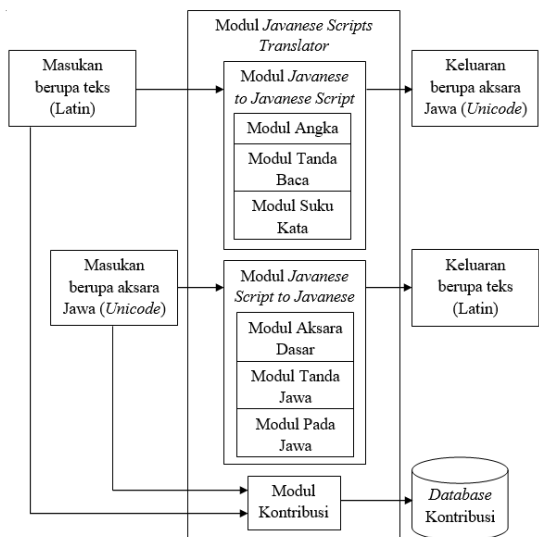 Modul Javanese Scripts
Translator
Masukan
berupa teks
(Latin)
Modul Javanese
to Javanese Script
Modul Angka
Modul Tanda
Baca
Modul Suku
Kata
Keluaran
berupa aksara
Jawa (Unicode)
Masukan
berupa aksara
Jawa (Unicode)
Modul Javanese
Script to Javanese
Modul Aksara
Dasar
Modul Tanda
Jawa
Modul Pada
Jawa
Keluaran
berupa teks
(Latin)
Modul
Kontribusi
Database
Kontribusi